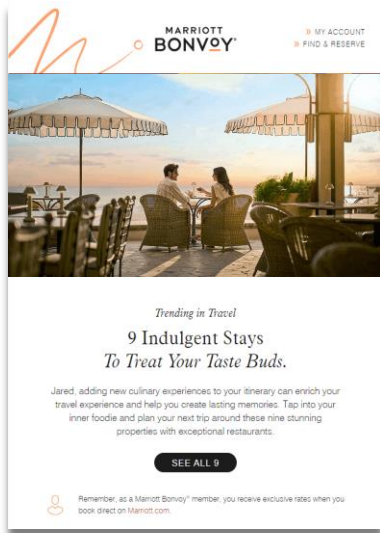 MARRIOTT
BONVOY®
» MY ACCOUNT
» FIND & RESERVE
Trending in Travel
9 Indulgent Stays
To Treat Your Taste Buds.
Jared, adding new culinary experiences to your itinerary can enrich your
travel experience and help you create lasting memories. Tap into your
inner foodie and plan your next trip around these nine stunning
properties with exceptional restaurants.
SEE ALL 9
Remember, as a Marriott Bonvoy® member, you receive exclusive rates when you
book direct on Marriott.com.